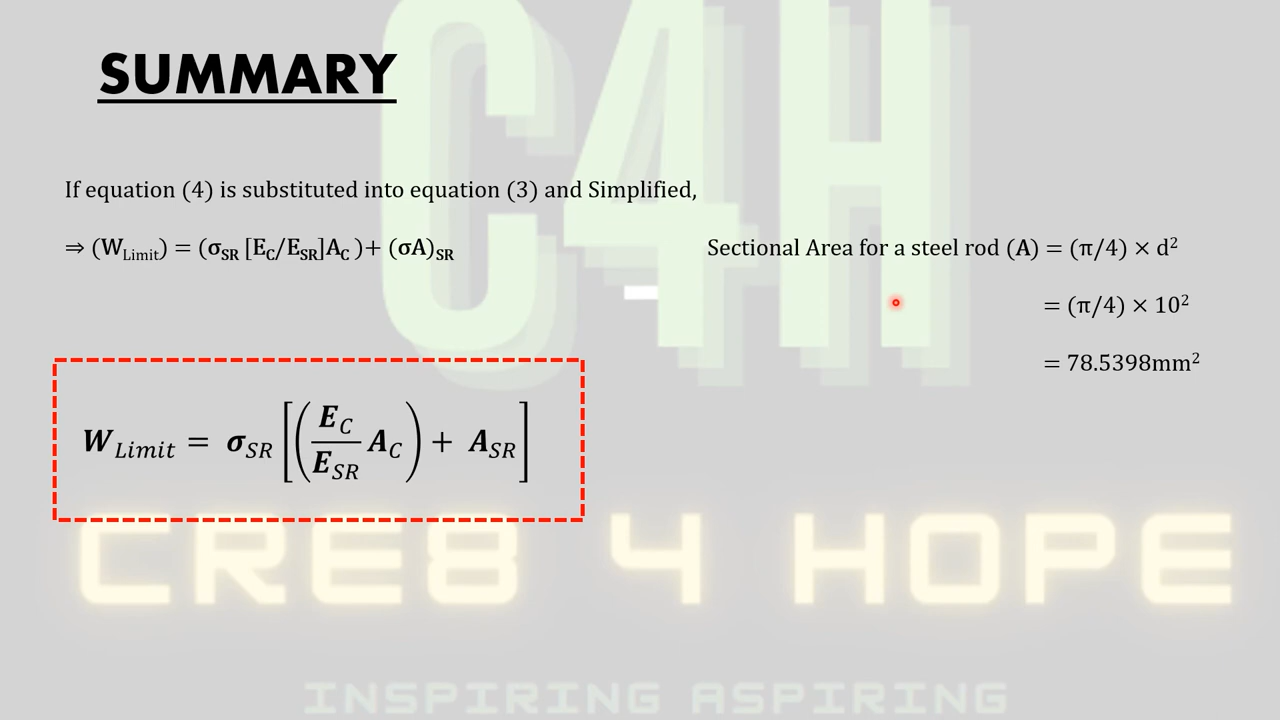 SUMMARY
If equation (4) is substituted into equation (3) and Simplified,
⇒ (W_Limit) = (σ_SR [E_C/E_SR]A_C )+ (σA)_SR
Sectional Area for a steel rod (A) = (π/4) × d²
= (π/4) × 10²
= 78.5398mm²
W_Limit = σ_SR [(E_C/E_SR A_C) + A_SR]
C4H
CRE8 4 HOPE
INSPIRING ASPIRING